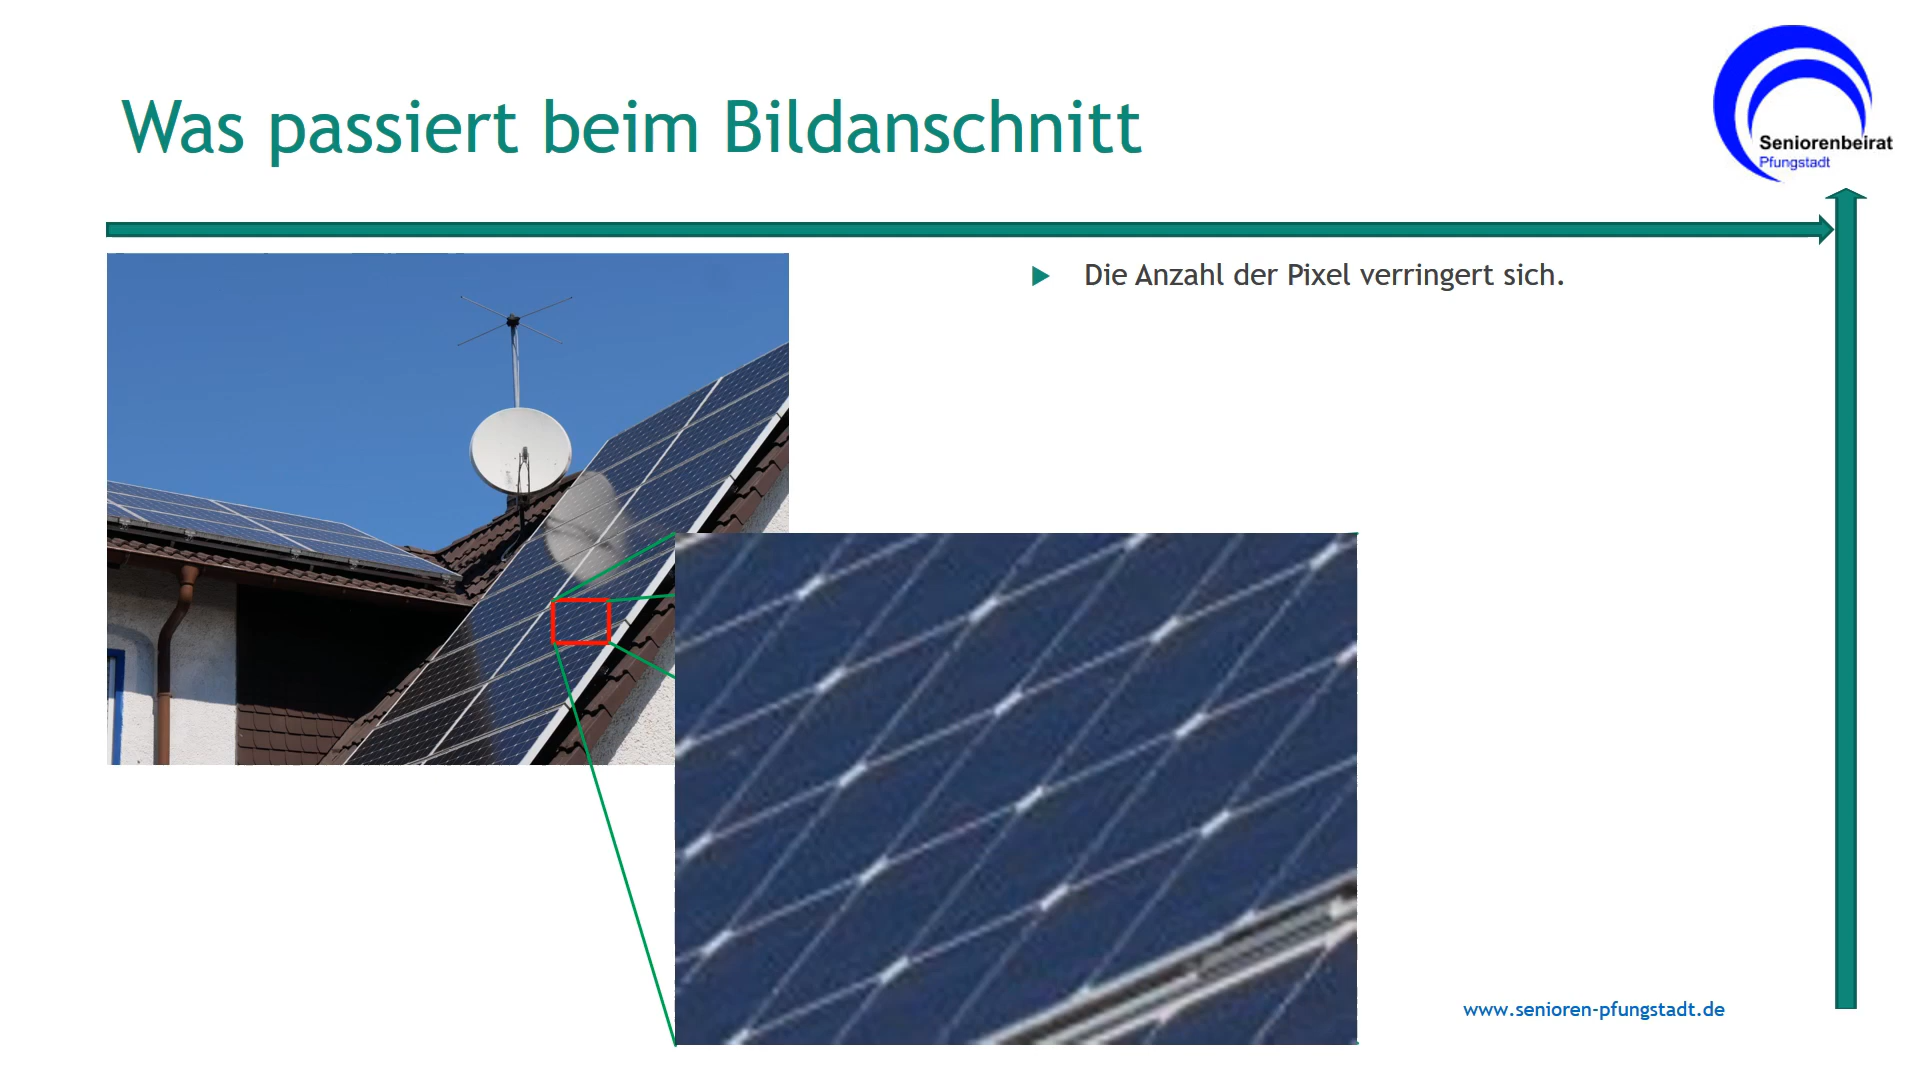 Was passiert beim Bildanschnitt
Seniorenbeirat
Pfungstadt
Die Anzahl der Pixel verringert sich.
www.senioren-pfungstadt.de